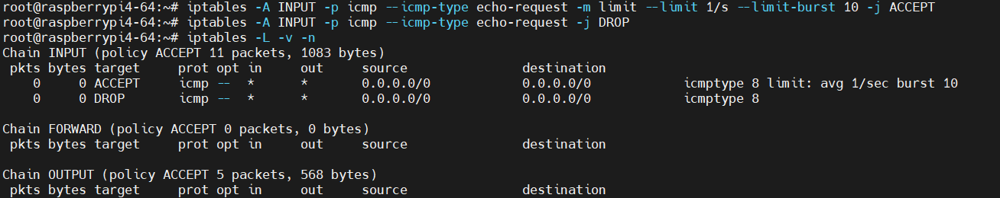 root@raspberrypi4-64:~# iptables -A INPUT -p icmp --icmp-type echo-request -m limit --limit 1/s --limit-burst 10 -j ACCEPT
root@raspberrypi4-64:~# iptables -A INPUT -p icmp --icmp-type echo-request -j DROP
root@raspberrypi4-64:~# iptables -L -v -n
Chain INPUT (policy ACCEPT 11 packets, 1083 bytes)
 pkts bytes target     prot opt in     out     source               destination
    0     0 ACCEPT     icmp --  *      *       0.0.0.0/0            0.0.0.0/0            icmptype 8 limit: avg 1/sec burst 10
    0     0 DROP       icmp --  *      *       0.0.0.0/0            0.0.0.0/0            icmptype 8
Chain FORWARD (policy ACCEPT 0 packets, 0 bytes)
 pkts bytes target     prot opt in     out     source               destination
Chain OUTPUT (policy ACCEPT 5 packets, 568 bytes)
 pkts bytes target     prot opt in     out     source               destination